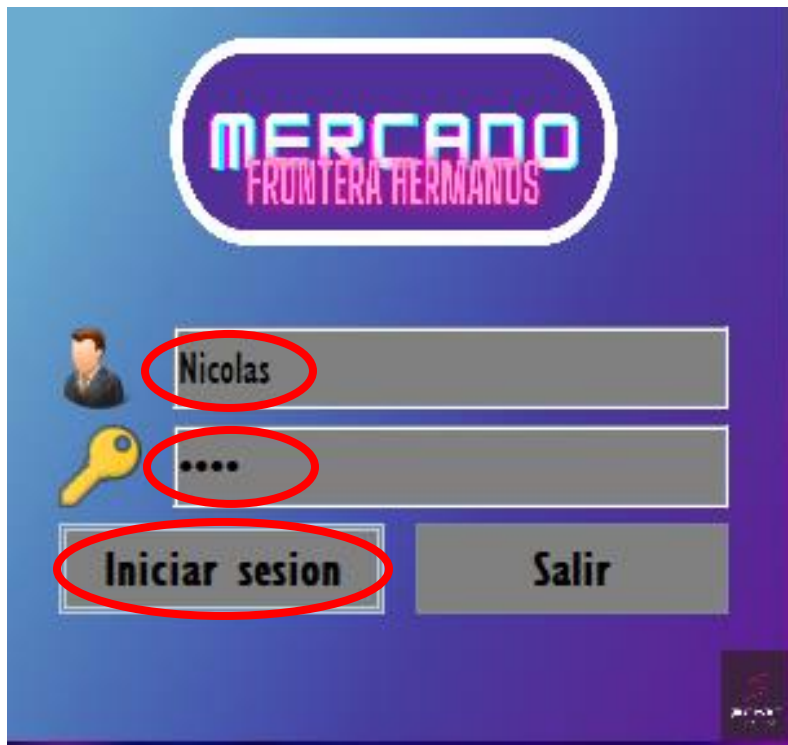 MERCADO
FRONTERA HERMANOS
Nicolas
••••
Iniciar sesion
Salir